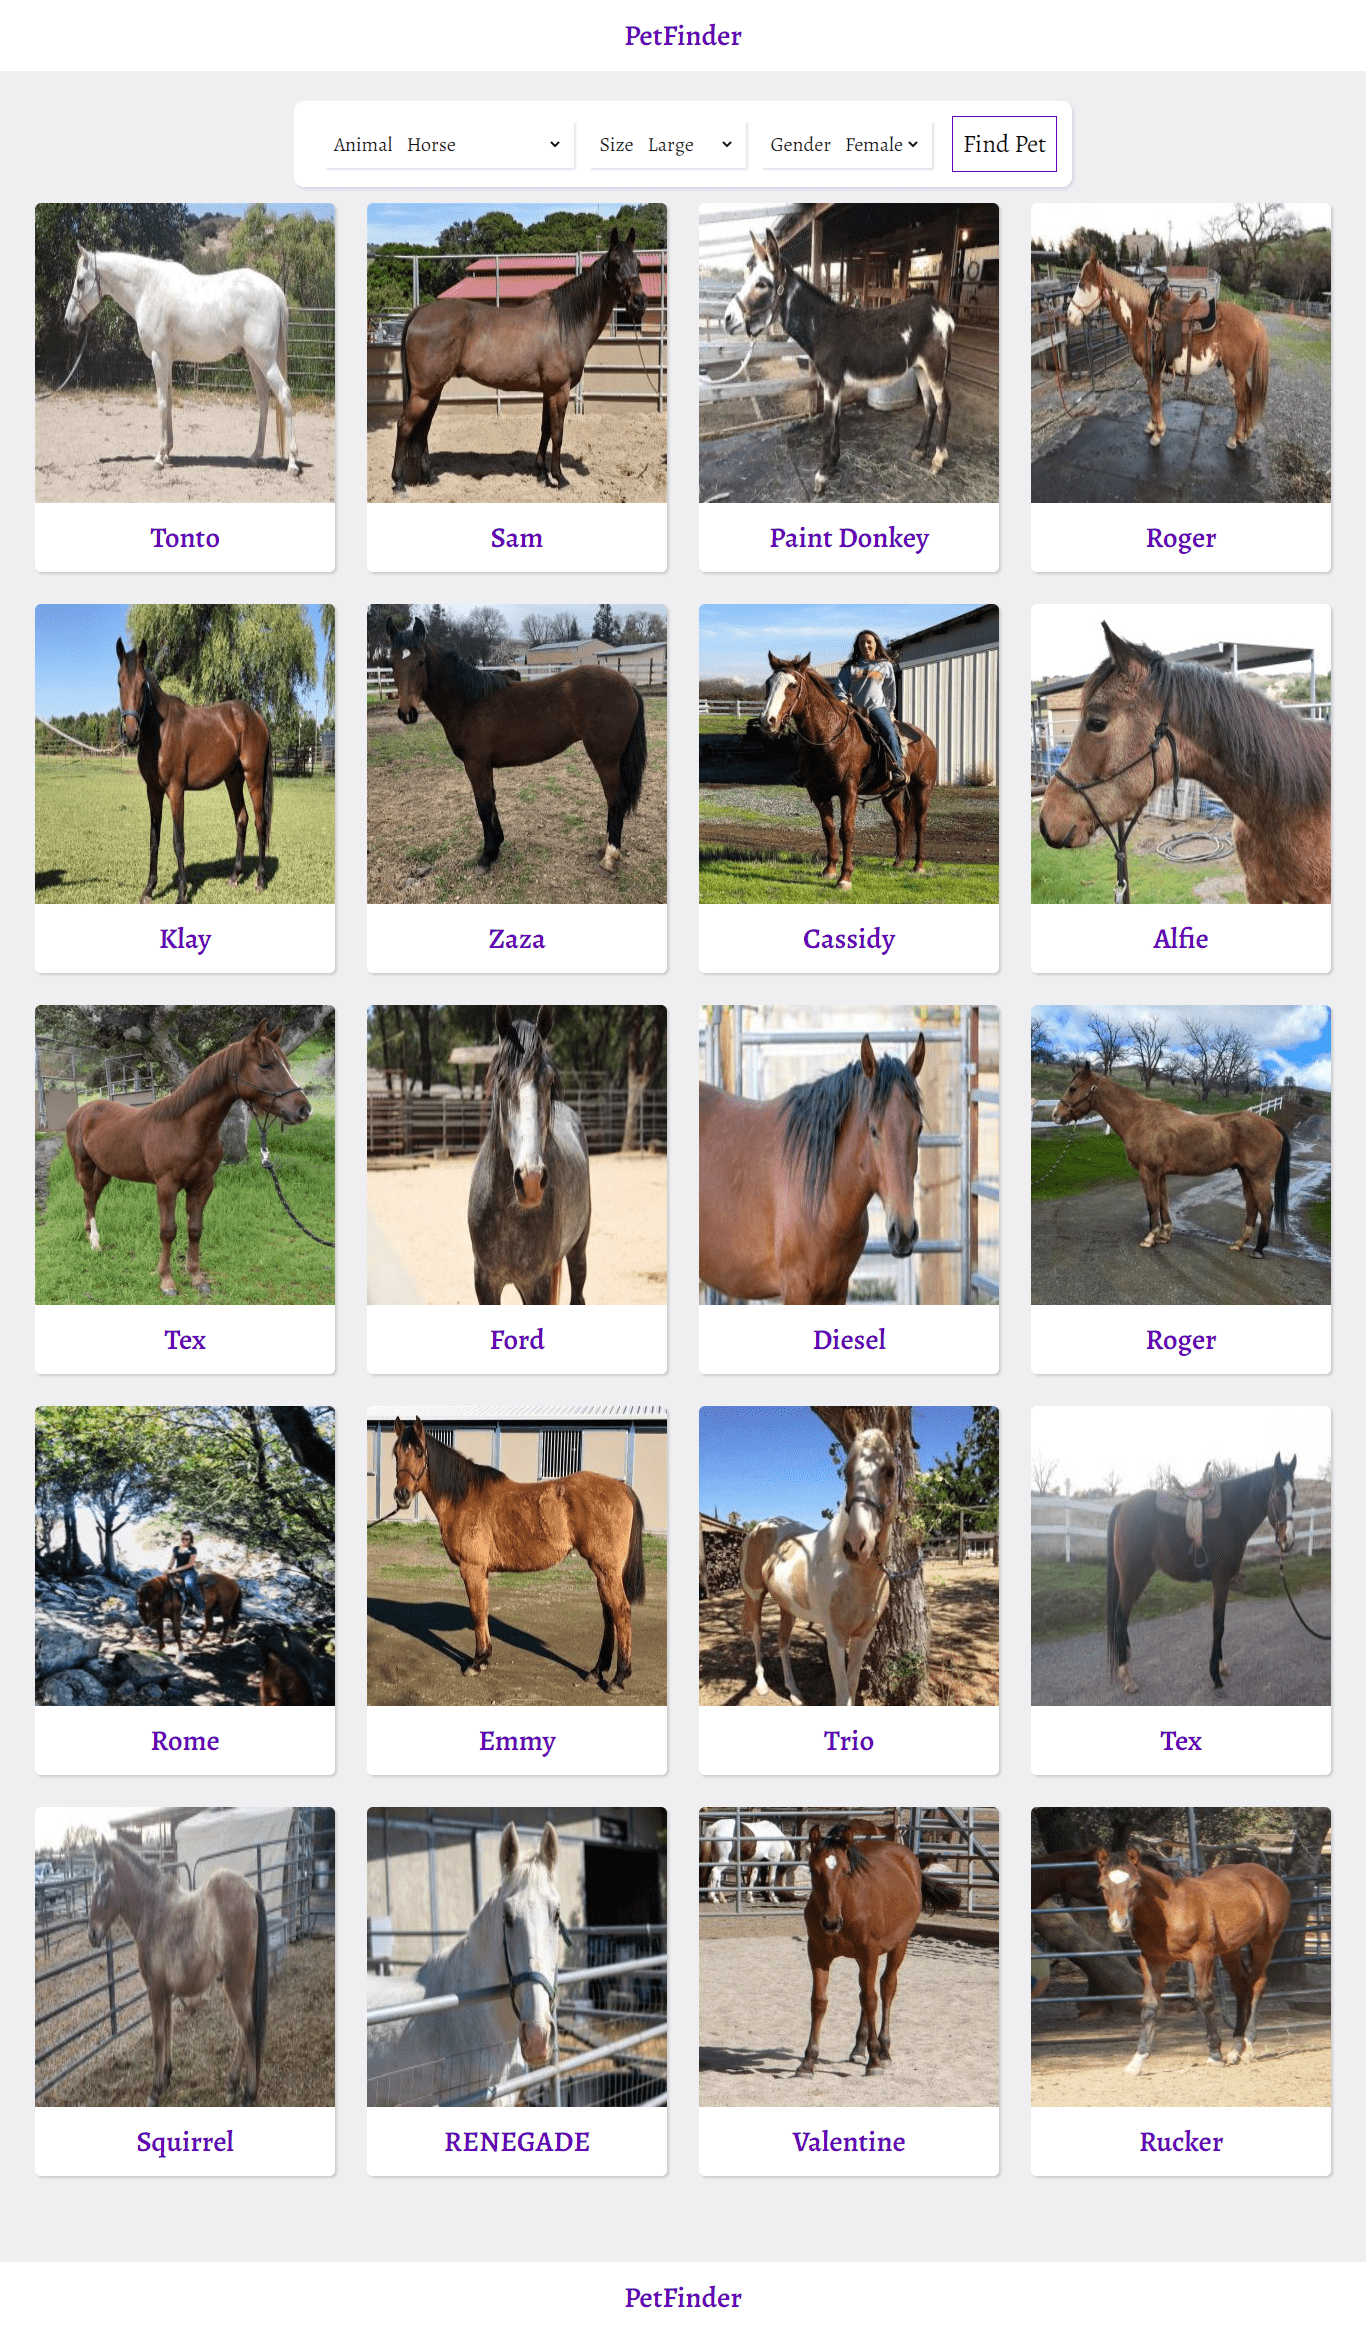 PetFinder
Animal Horse Size Large Gender Female Find Pet
Tonto Sam Paint Donkey Roger
Klay Zaza Cassidy Alfie
Tex Ford Diesel Roger
Rome Emmy Trio Tex
Squirrel RENEGADE Valentine Rucker
PetFinder